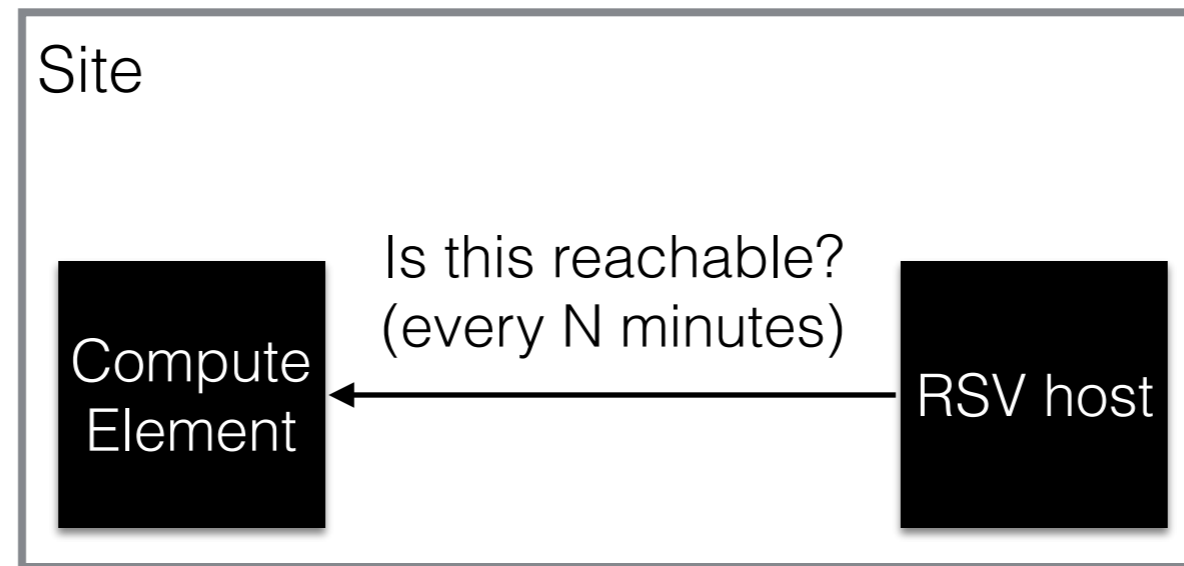 Site
Is this reachable?
(every N minutes)
Compute
Element
RSV host